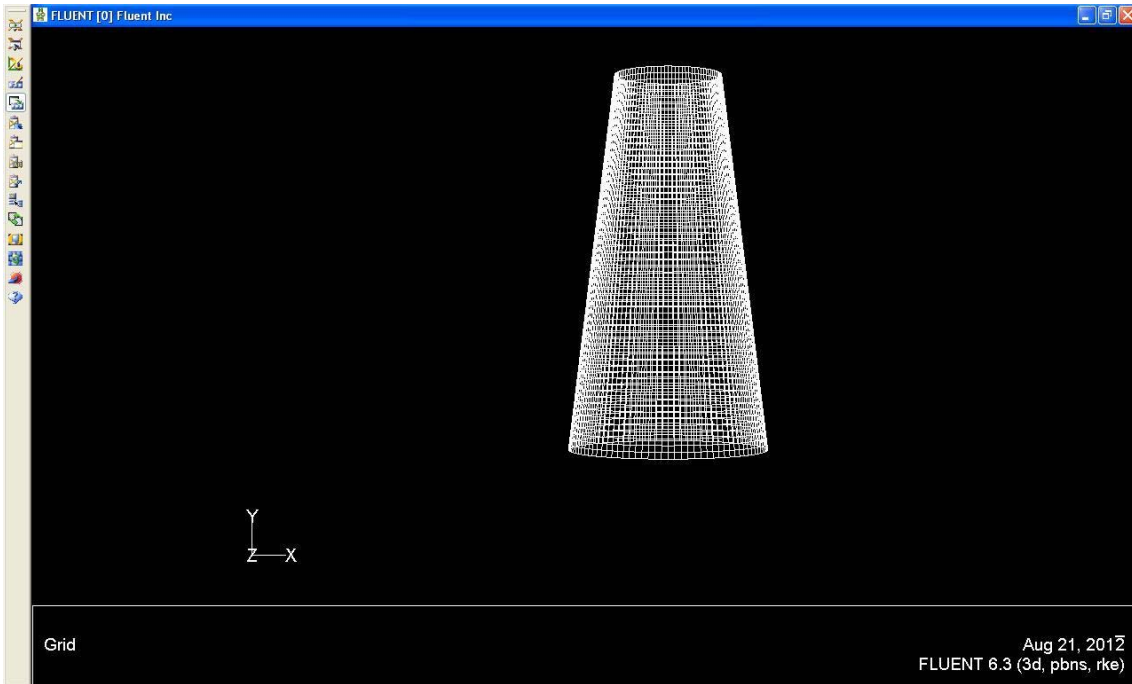 FLUENT [0] Fluent Inc
Y
Z X
Grid
Aug 21, 2012
FLUENT 6.3 (3d, pbns, rke)